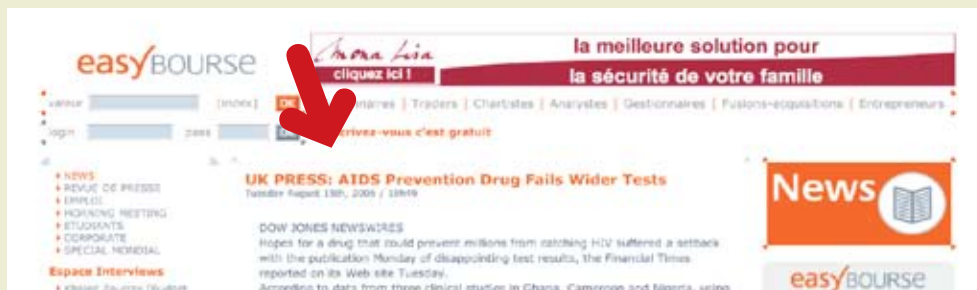 easyBOURSE
Mona Lisa
cliquez ici !
la meilleure solution pour
la sécurité de votre famille
valeur [index] OK | Traders | Chartistes | Analystes | Gestionnaires | Fusions-acquisitions | Entrepreneurs
login pass c'est gratuit
NEWS
REVUE DE PRESSE
EMPLOI
MORNING MEETING
ETUDIANTS
CORPORATE
SPECIAL MONDIAL
Espace Interviews
UK PRESS: AIDS Prevention Drug Fails Wider Tests
Tuesday August 15th, 2006 /
DOW JONES NEWSWIRES
Hopes for a drug that could prevent millions from catching HIV suffered a setback
with the publication Monday of disappointing test results, the Financial Times
reported on its Web site Tuesday.
According to data from three clinical studies in Ghana, Cameroon and Nigeria, using
News
easyBOURSE